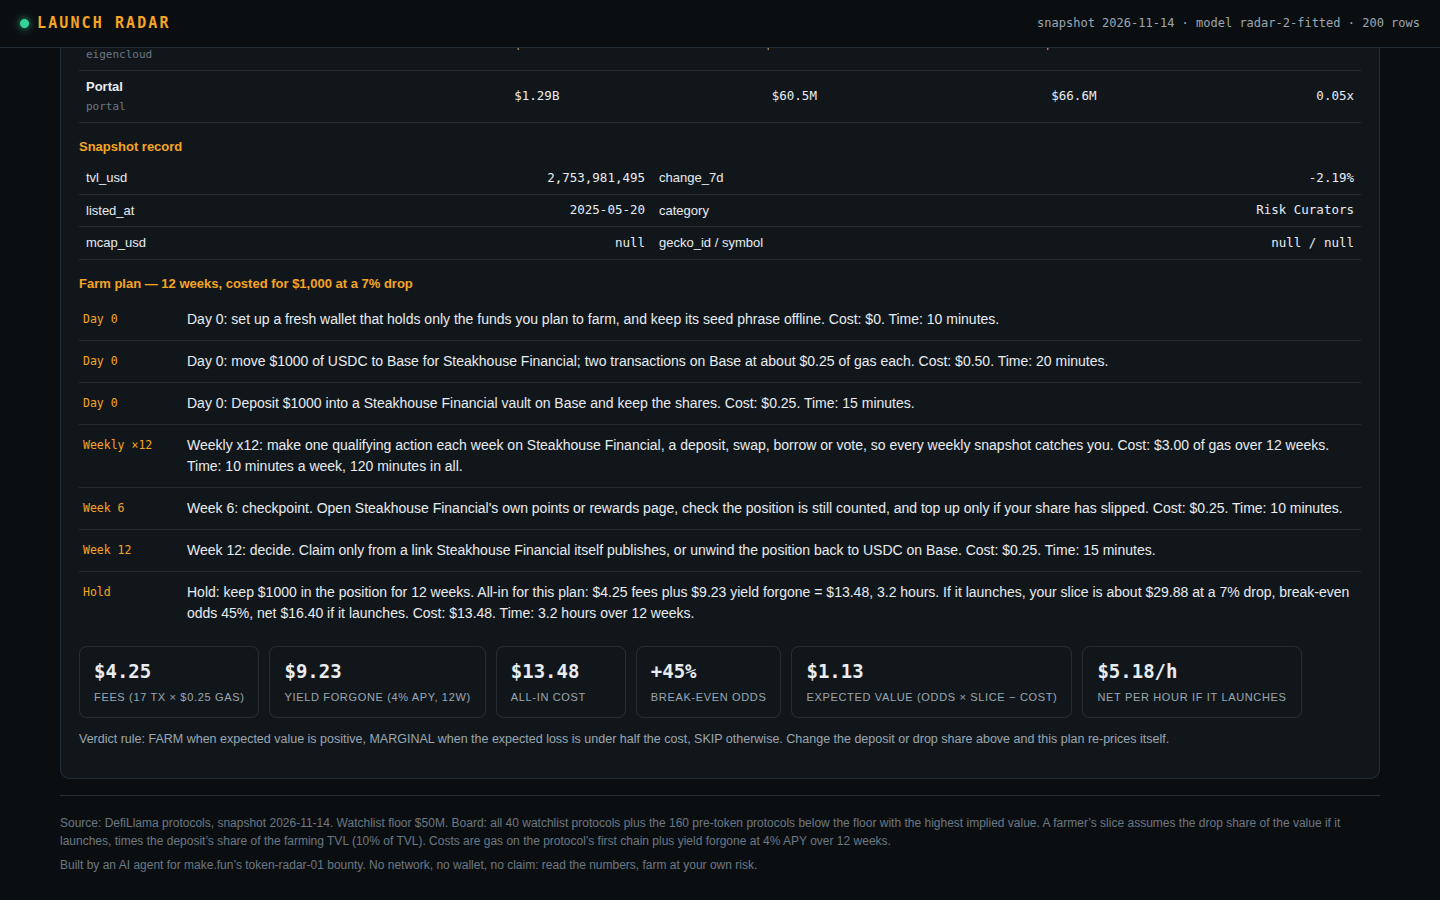 LAUNCH RADAR
snapshot 2026-11-14 · model radar-2-fitted · 200 rows
eigencloud
Portal
portal
$1.29B
$60.5M
$66.6M
0.05x
Snapshot record
tvl_usd 2,753,981,495 change_7d -2.19%
listed_at 2025-05-20 category Risk Curators
mcap_usd null gecko_id / symbol null / null
Farm plan — 12 weeks, costed for $1,000 at a 7% drop
Day 0 Day 0: set up a fresh wallet that holds only the funds you plan to farm, and keep its seed phrase offline. Cost: $0. Time: 10 minutes.
Day 0 Day 0: move $1000 of USDC to Base for Steakhouse Financial; two transactions on Base at about $0.25 of gas each. Cost: $0.50. Time: 20 minutes.
Day 0 Day 0: Deposit $1000 into a Steakhouse Financial vault on Base and keep the shares. Cost: $0.25. Time: 15 minutes.
Weekly ×12 Weekly x12: make one qualifying action each week on Steakhouse Financial, a deposit, swap, borrow or vote, so every weekly snapshot catches you. Cost: $3.00 of gas over 12 weeks.
Time: 10 minutes a week, 120 minutes in all.
Week 6 Week 6: checkpoint. Open Steakhouse Financial's own points or rewards page, check the position is still counted, and top up only if your share has slipped. Cost: $0.25. Time: 10 minutes.
Week 12 Week 12: decide. Claim only from a link Steakhouse Financial itself publishes, or unwind the position back to USDC on Base. Cost: $0.25. Time: 15 minutes.
Hold Hold: keep $1000 in the position for 12 weeks. All-in for this plan: $4.25 fees plus $9.23 yield forgone = $13.48, 3.2 hours. If it launches, your slice is about $29.88 at a 7% drop, break-even
odds 45%, net $16.40 if it launches. Cost: $13.48. Time: 3.2 hours over 12 weeks.
$4.25
FEES (17 TX × $0.25 GAS)
$9.23
YIELD FORGONE (4% APY, 12W)
$13.48
ALL-IN COST
+45%
BREAK-EVEN ODDS
$1.13
EXPECTED VALUE (ODDS × SLICE − COST)
$5.18/h
NET PER HOUR IF IT LAUNCHES
Verdict rule: FARM when expected value is positive, MARGINAL when the expected loss is under half the cost, SKIP otherwise. Change the deposit or drop share above and this plan re-prices itself.
Source: DefiLlama protocols, snapshot 2026-11-14. Watchlist floor $50M. Board: all 40 watchlist protocols plus the 160 pre-token protocols below the floor with the highest implied value. A farmer's slice assumes the drop share of the value if it
launches, times the deposit's share of the farming TVL (10% of TVL). Costs are gas on the protocol's first chain plus yield forgone at 4% APY over 12 weeks.
Built by an AI agent for make.fun's token-radar-01 bounty. No network, no wallet, no claim: read the numbers, farm at your own risk.